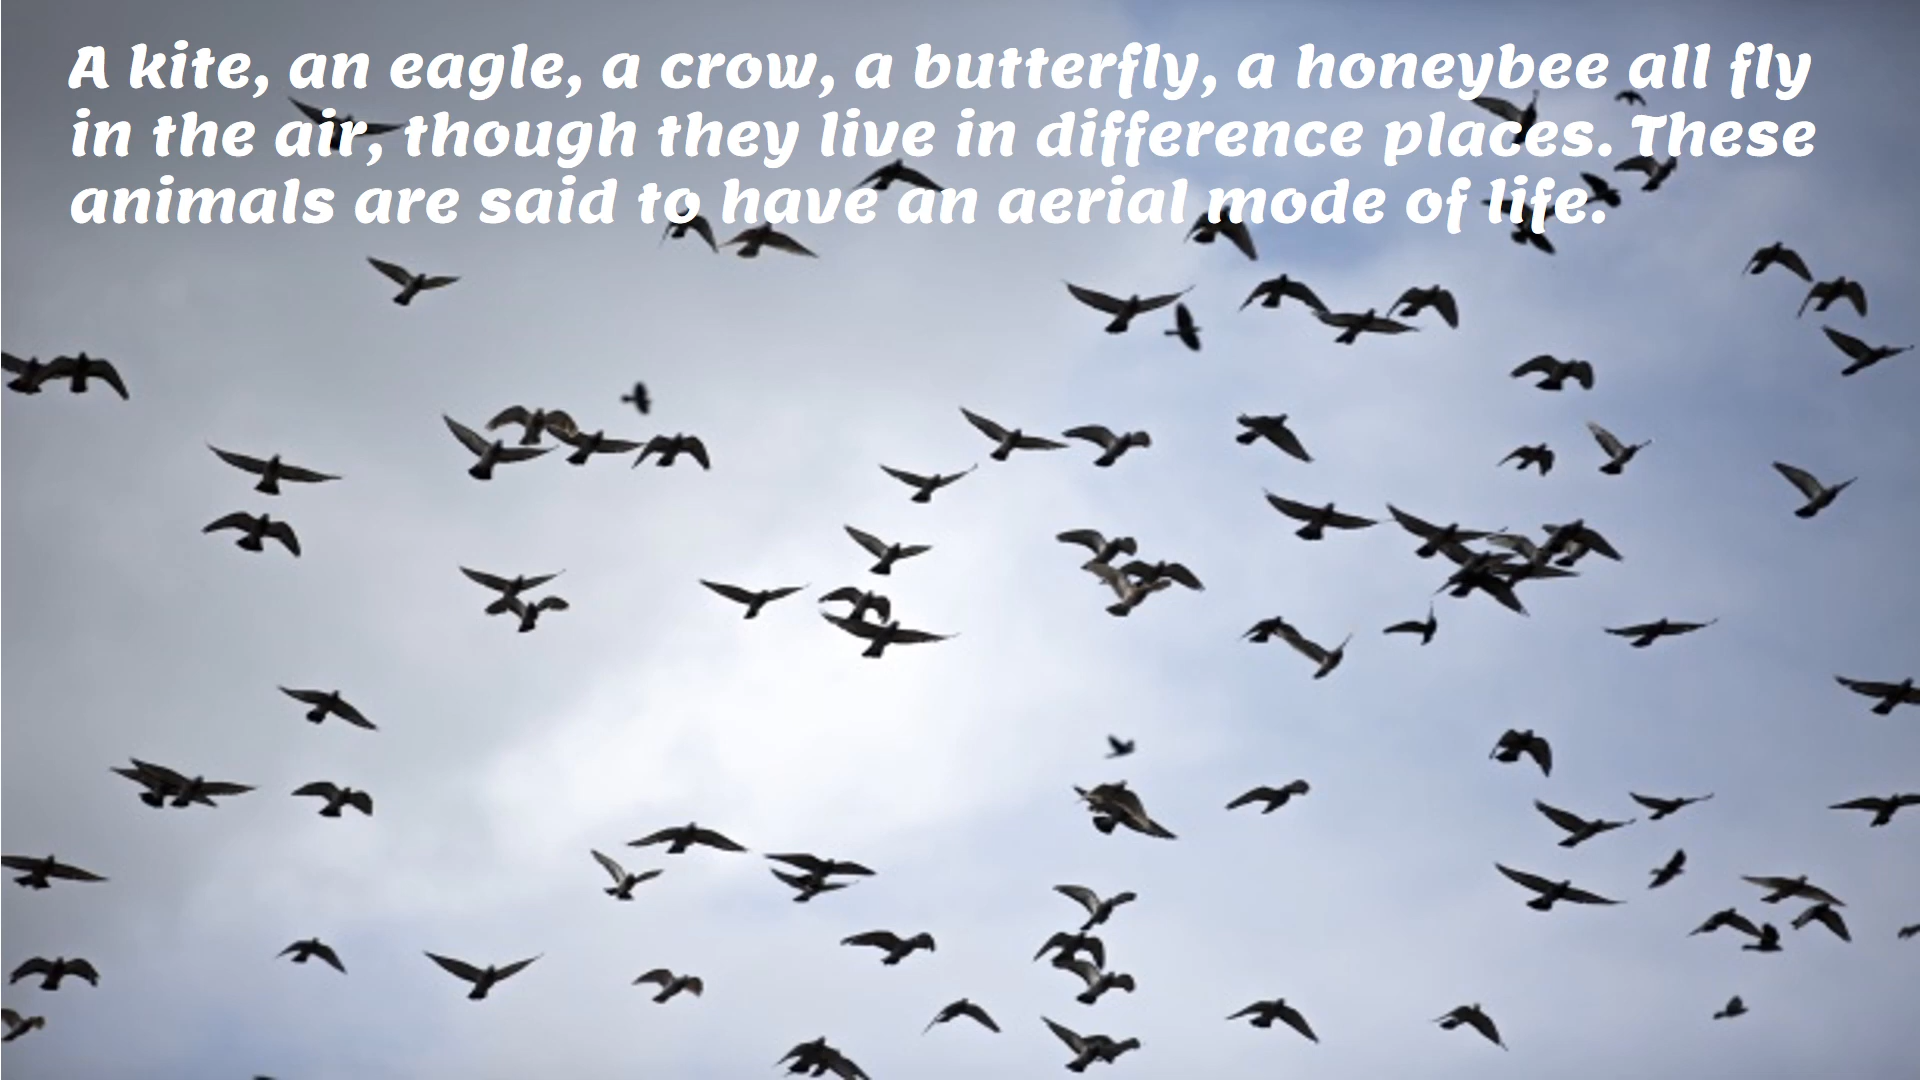 A kite, an eagle, a crow, a butterfly, a honeybee all fly
in the air, though they live in difference places. These
animals are said to have an aerial mode of life.